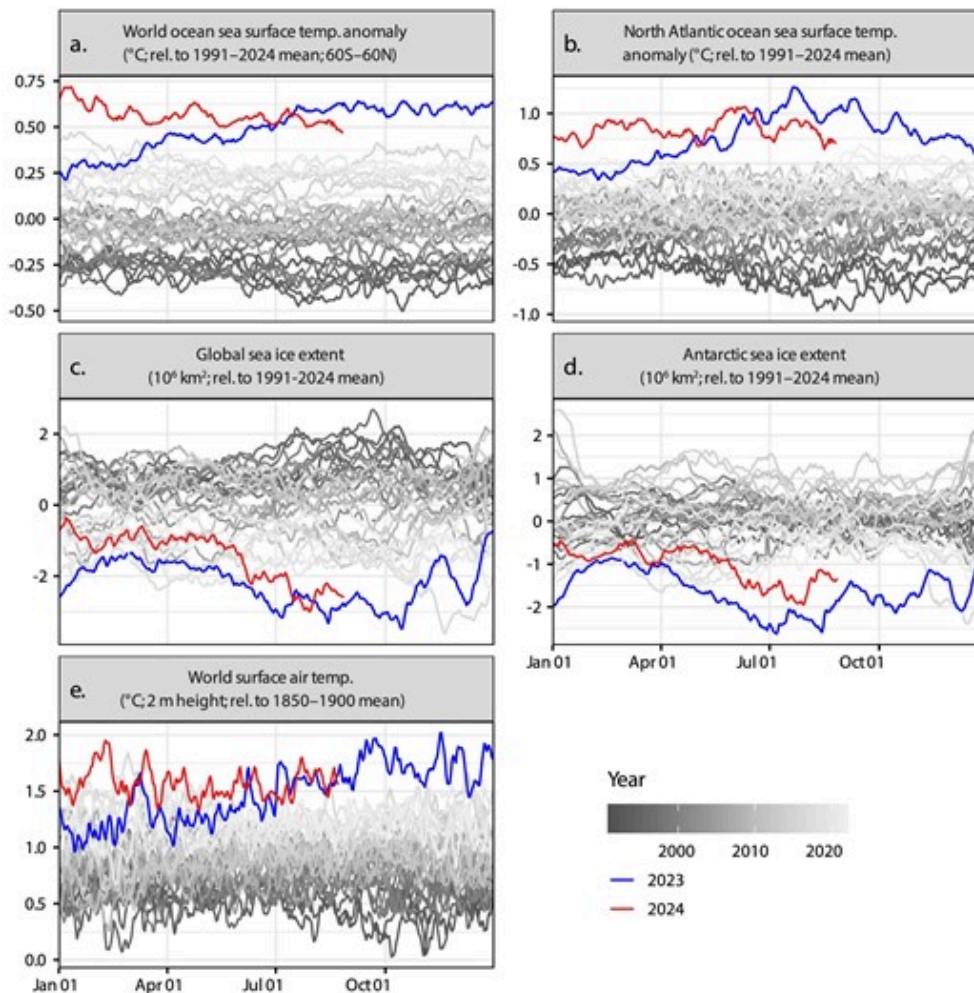 a.
World ocean sea surface temp. anomaly
(°C; rel. to 1991–2024 mean; 60S–60N)
0.75
0.50
0.25
0.00
-0.25
-0.50
b.
North Atlantic ocean sea surface temp.
anomaly (°C; rel. to 1991–2024 mean)
1.0
0.5
0.0
-0.5
-1.0
c.
Global sea ice extent
(10⁶ km²; rel. to 1991-2024 mean)
2
0
-2
d.
Antarctic sea ice extent
(10⁶ km²; rel. to 1991–2024 mean)
2
1
0
-1
-2
Jan 01 Apr 01 Jul 01 Oct 01
e.
World surface air temp.
(°C; 2 m height; rel. to 1850–1900 mean)
2.0
1.5
1.0
0.5
0.0
Jan 01 Apr 01 Jul 01 Oct 01
Year
2000 2010 2020
2023
2024